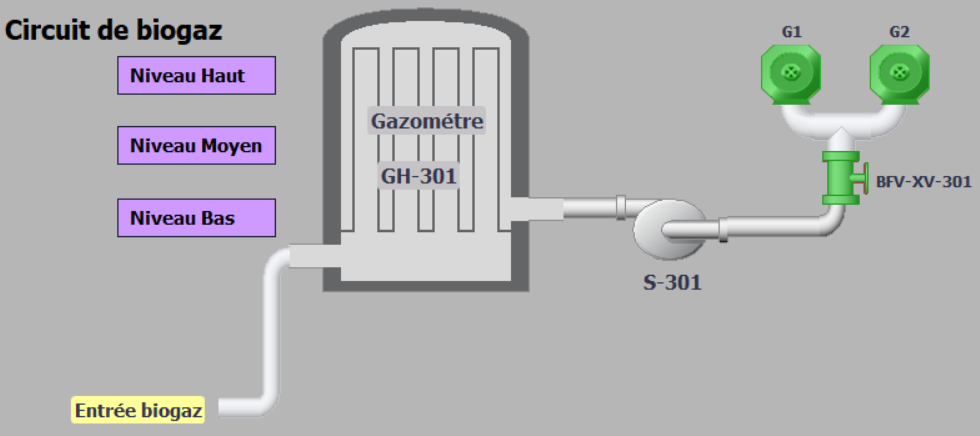 Circuit de biogaz
Niveau Haut
Niveau Moyen
Niveau Bas
Gazométre
GH-301
S-301
G1
G2
BFV-XV-301
Entrée biogaz